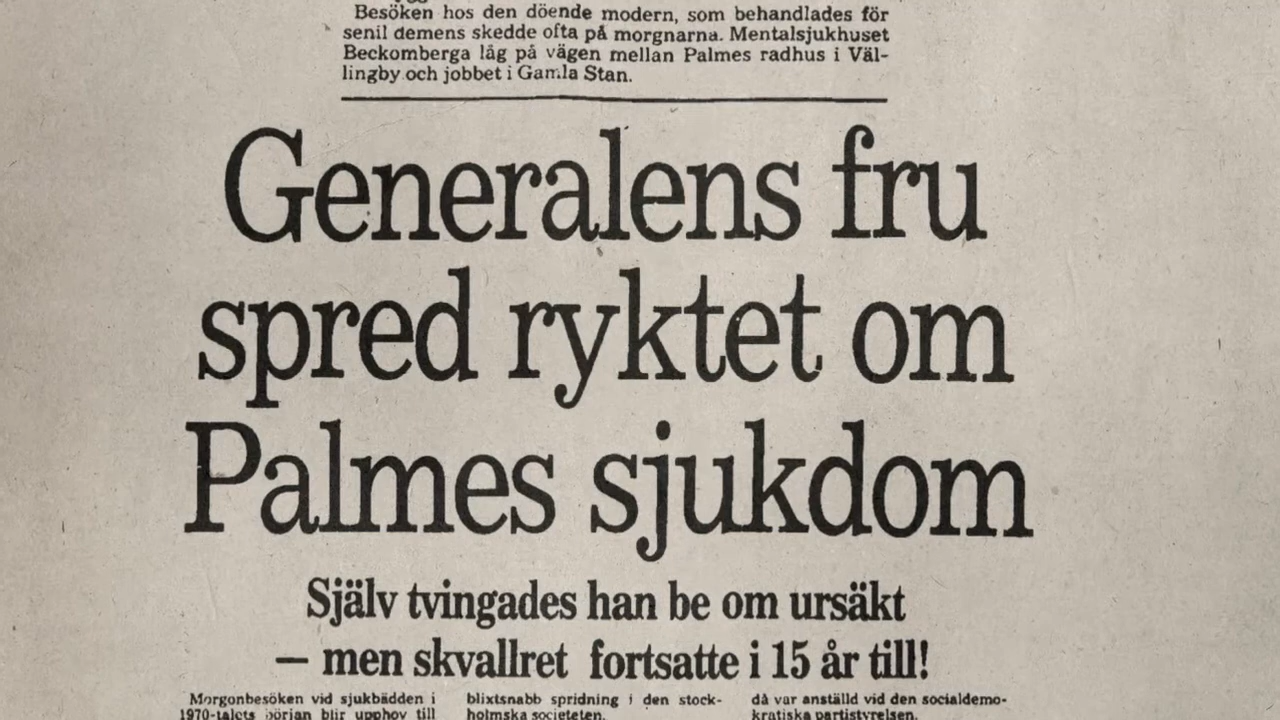 Besöken hos den döende modern, som behandlades för
senil demens skedde ofta på morgnarna. Mentalsjukhuset
Beckomberga låg på vägen mellan Palmes radhus i Väl-
lingby och jobbet i Gamla Stan.
Generalens fru
spred ryktet om
Palmes sjukdom
Själv tvingades han be om ursäkt
– men skvallret fortsatte i 15 år till!
Morgonbesöken vid sjukbädden i
1970-talets början blir upphov till
blixtsnabb spridning i den stock-
holmska societeten.
då var anställd vid den socialdemo-
kratiska partistyrelsen.